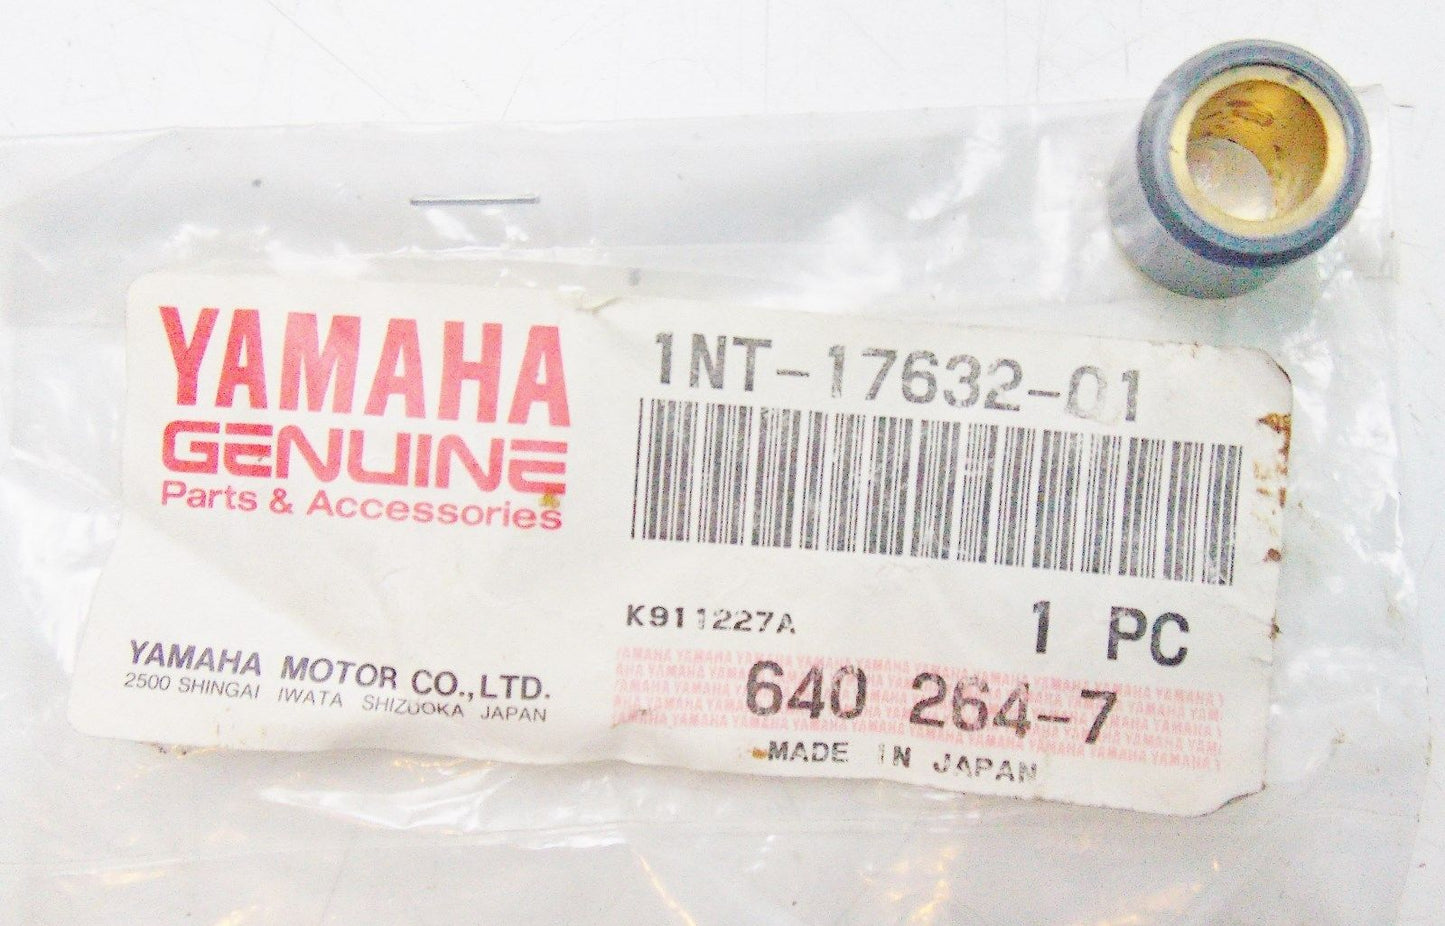 YAMAHA
GENUINE
Parts & Accessories
YAMAHA MOTOR CO., LTD.
2500 SHINGAI IWATA SHIZUOKA JAPAN
1NT-17632-01
K911227A
1 PC
640 264-7
MADE IN JAPAN